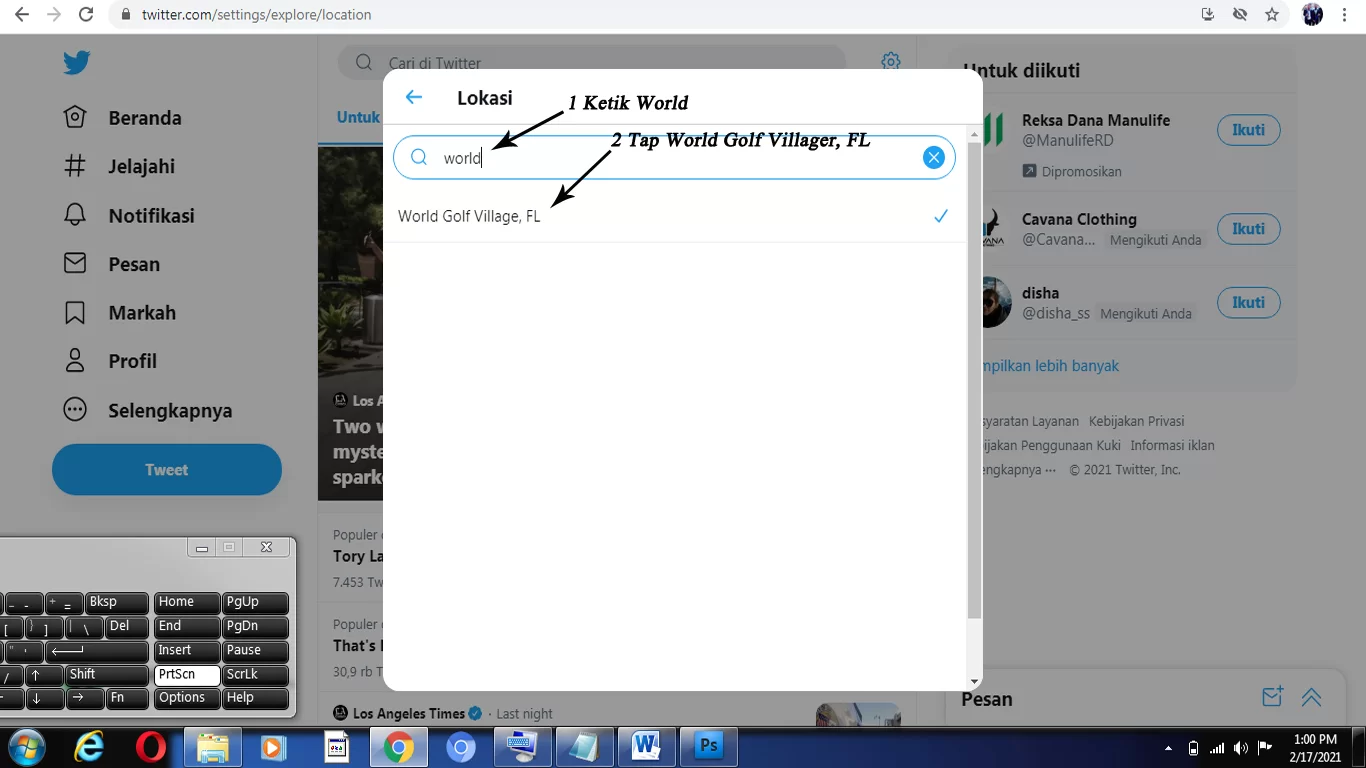 twitter.com/settings/explore/location
Cari di Twitter
Beranda
Jelajahi
Notifikasi
Pesan
Markah
Profil
Selengkapnya
Tweet
Untuk
Lokasi
1 Ketik World
2 Tap World Golf Villager, FL
world
World Golf Village, FL
Los A
Two w
myste
spark
Populer
Tory La
7.453 Tw
Populer
That's
30,9 rb T
Los Angeles Times · Last night
Untuk diikuti
Reksa Dana Manulife
@ManulifeRD
Ikuti
Dipromosikan
Cavana Clothing
@Cavana... Mengikuti Anda
Ikuti
disha
@disha_ss Mengikuti Anda
Ikuti
mpilkan lebih banyak
syaratan Layanan Kebijakan Privasi
ijakan Penggunaan Kuki Informasi iklan
engkapnya ··· © 2021 Twitter, Inc.
Pesan
_ - + = Bksp Home PgUp
[ } ] | \ Del End PgDn
" ' Insert Pause
/ ↑ Shift PrtScn ScrLk
↓ → Fn Options Help
W Ps
1:00 PM
2/17/2021